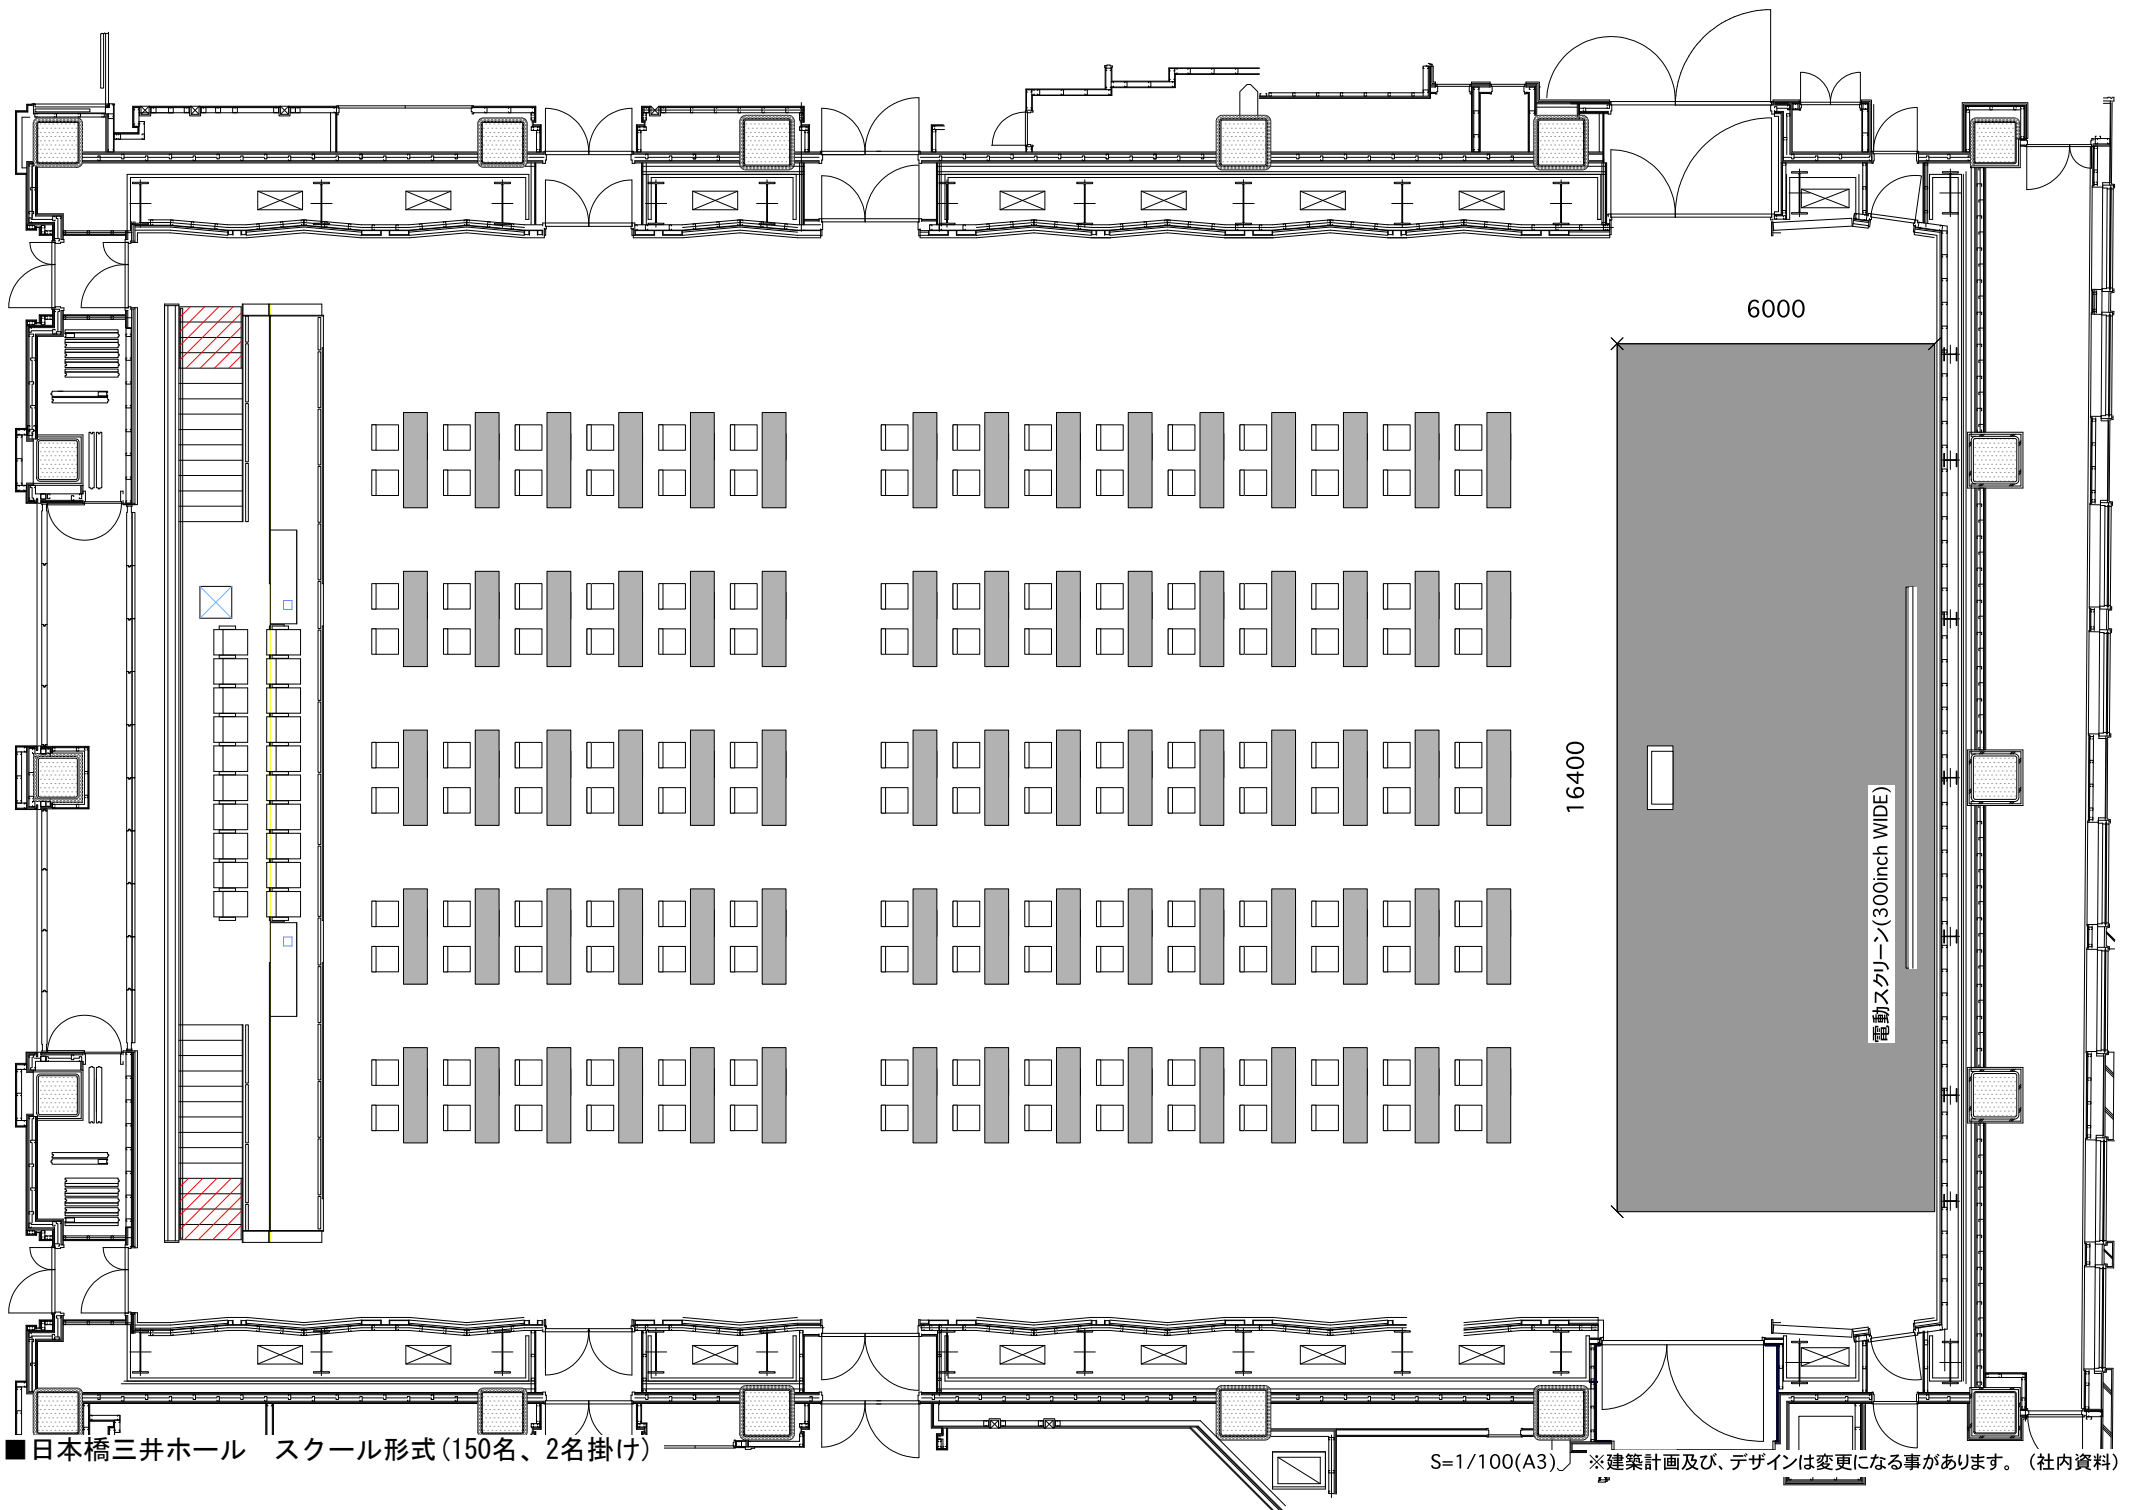 6000
16400
電動スクリーン(300inch WIDE)
■日本橋三井ホール　スクール形式(150名、2名掛け)
S=1/100(A3)　※建築計画及び、デザインは変更になる事があります。（社内資料）